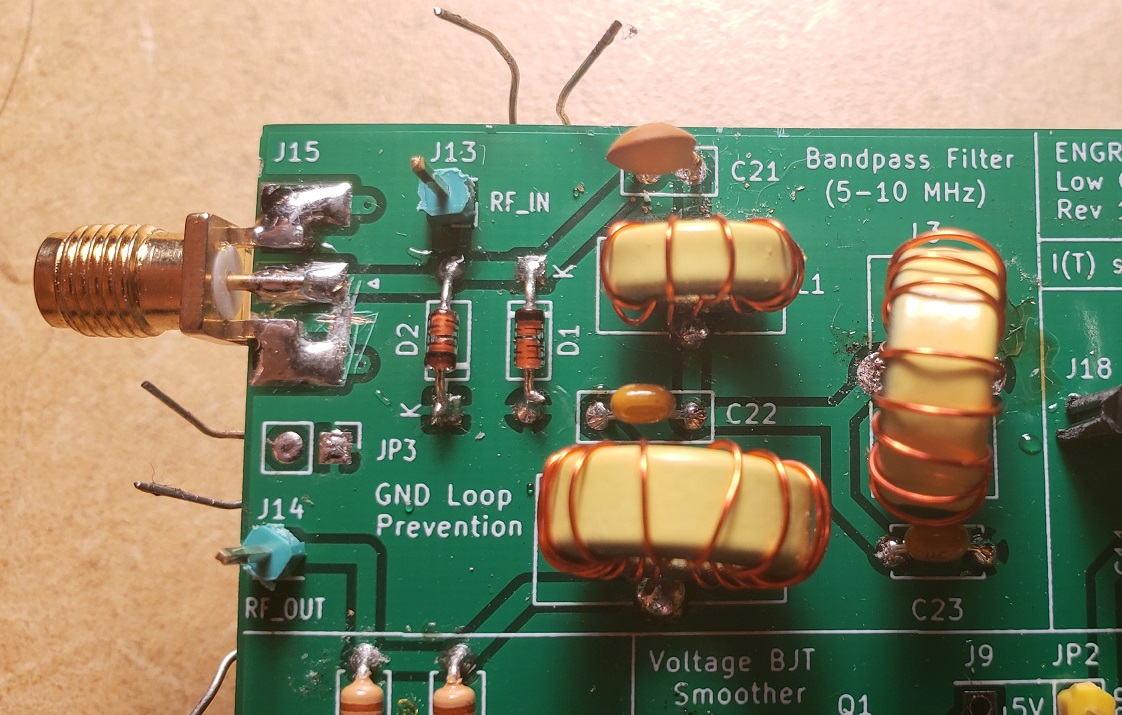 J15
J13
RF_IN
C21
Bandpass Filter
(5-10 MHz)
ENGR
Low
Rev
I(T)
L3
L1
K
D2
D1
K
C22
J18
JP3
GND Loop
Prevention
J14
RF_OUT
C23
Voltage BJT
Smoother
Q1
J9
5V
JP2